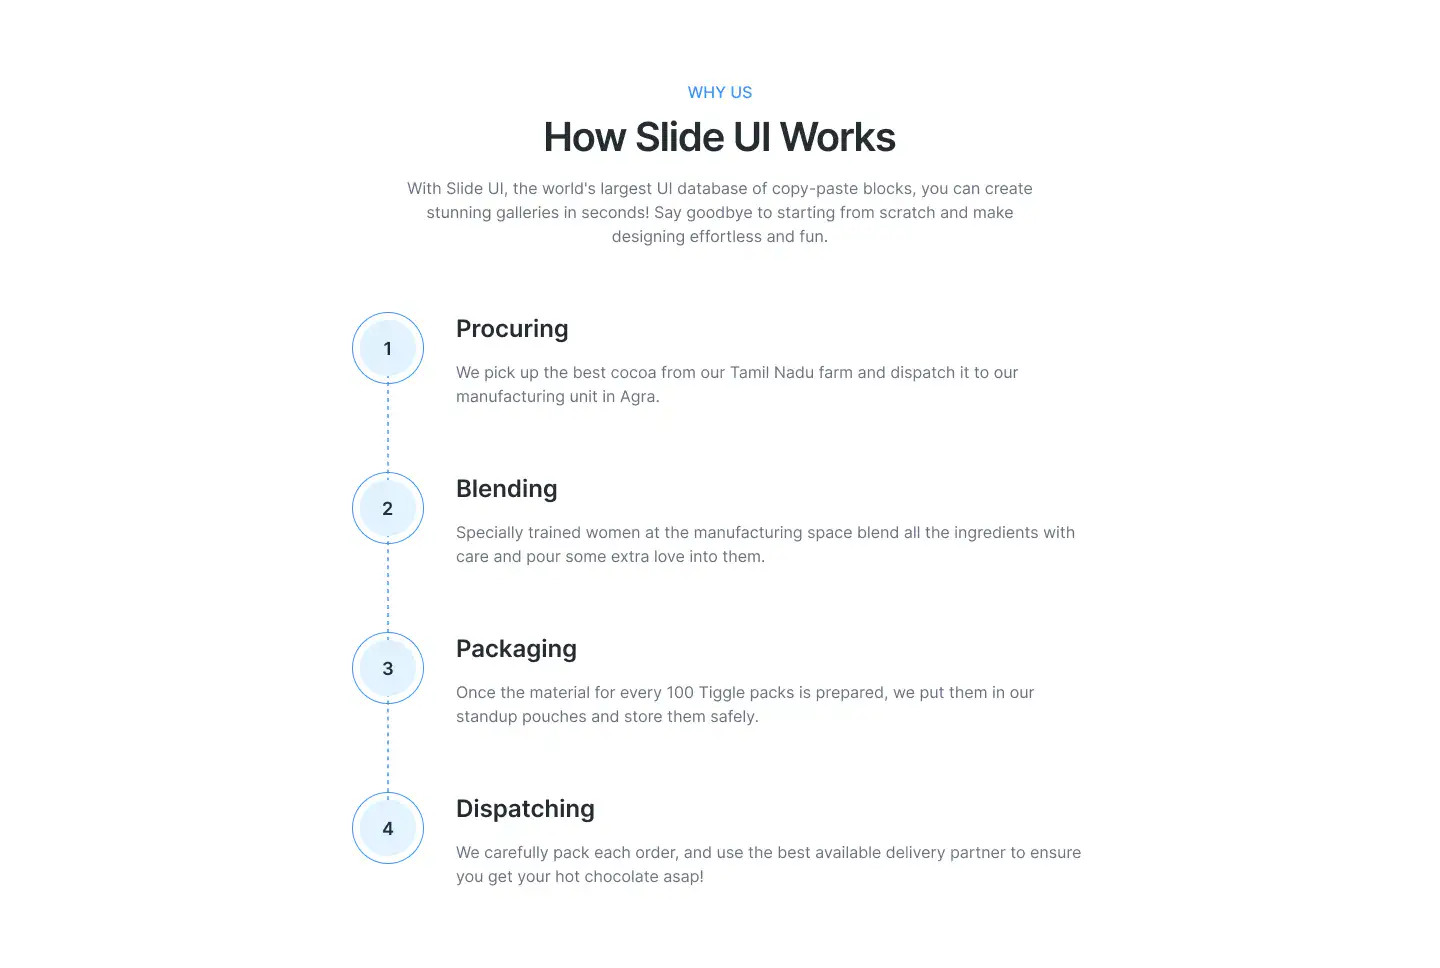 WHY US
How Slide UI Works
With Slide UI, the world's largest UI database of copy-paste blocks, you can create
stunning galleries in seconds! Say goodbye to starting from scratch and make
designing effortless and fun.
1
Procuring
We pick up the best cocoa from our Tamil Nadu farm and dispatch it to our
manufacturing unit in Agra.
2
Blending
Specially trained women at the manufacturing space blend all the ingredients with
care and pour some extra love into them.
3
Packaging
Once the material for every 100 Tiggle packs is prepared, we put them in our
standup pouches and store them safely.
4
Dispatching
We carefully pack each order, and use the best available delivery partner to ensure
you get your hot chocolate asap!